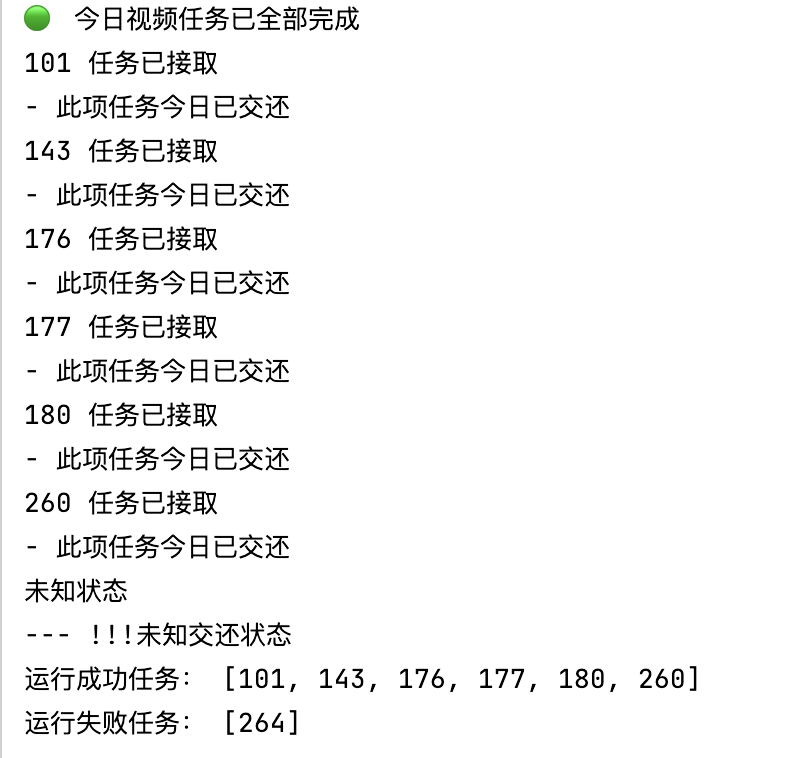 🟢 今日视频任务已全部完成
101 任务已接取
- 此项任务今日已交还
143 任务已接取
- 此项任务今日已交还
176 任务已接取
- 此项任务今日已交还
177 任务已接取
- 此项任务今日已交还
180 任务已接取
- 此项任务今日已交还
260 任务已接取
- 此项任务今日已交还
未知状态
--- !!!未知交还状态
运行成功任务: [101, 143, 176, 177, 180, 260]
运行失败任务: [264]